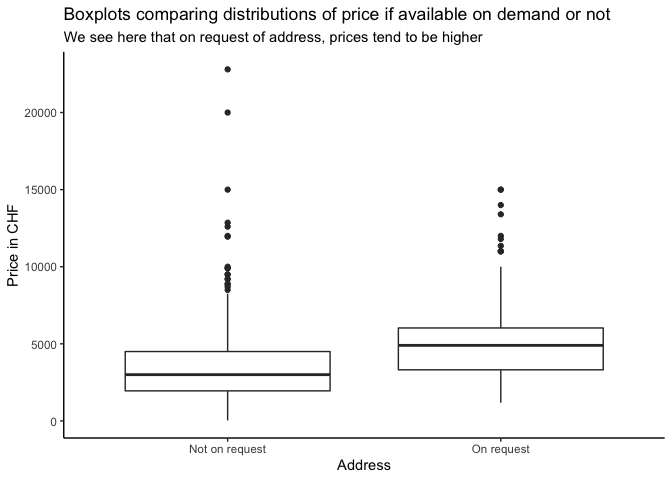 Boxplots comparing distributions of price if available on demand or not
We see here that on request of address, prices tend to be higher
20000
15000
10000
5000
0
Price in CHF
Not on request
On request
Address